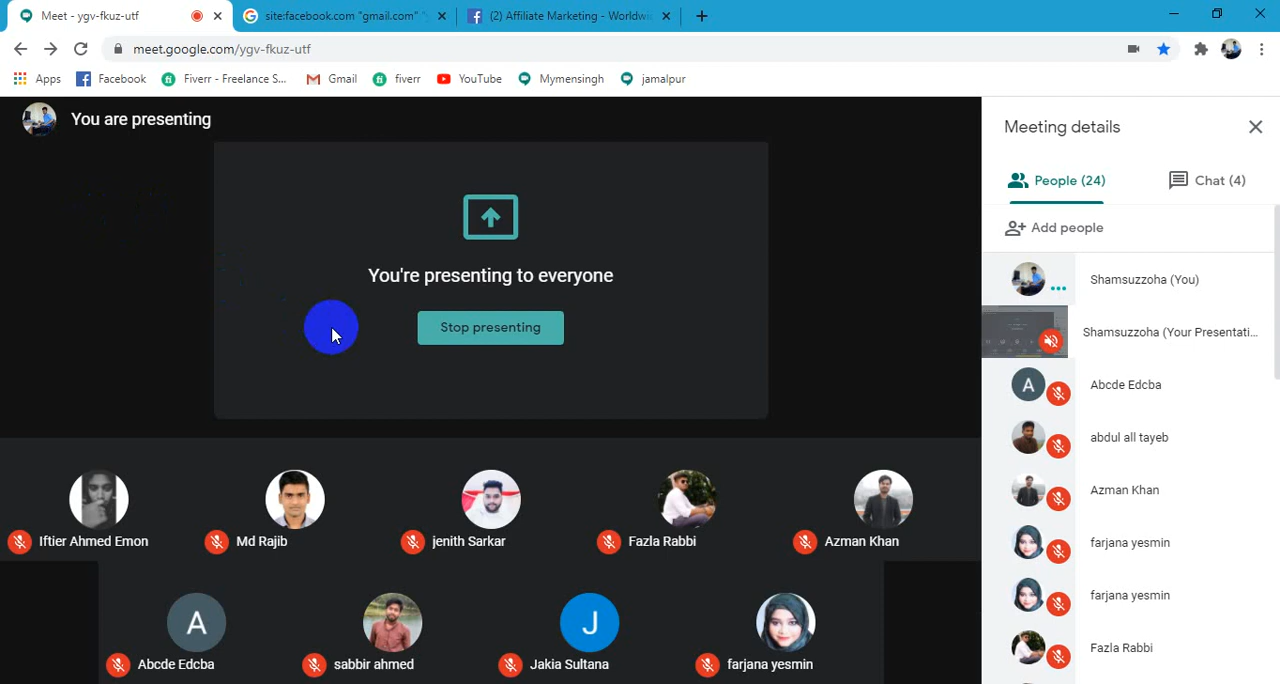 Meet - ygv-fkuz-utf
site:facebook.com "gmail.com" "
(2) Affiliate Marketing - Worldwi
meet.google.com/ygv-fkuz-utf
Apps
Facebook
Fiverr - Freelance S...
Gmail
fiverr
YouTube
Mymensingh
jamalpur
You are presenting
You're presenting to everyone
Stop presenting
Iftier Ahmed Emon
Md Rajib
jenith Sarkar
Fazla Rabbi
Azman Khan
A
J
Abcde Edcba
sabbir ahmed
Jakia Sultana
farjana yesmin
Meeting details
People (24)
Chat (4)
Add people
Shamsuzzoha (You)
Shamsuzzoha (Your Presentati...
A
Abcde Edcba
abdul all tayeb
Azman Khan
farjana yesmin
farjana yesmin
Fazla Rabbi